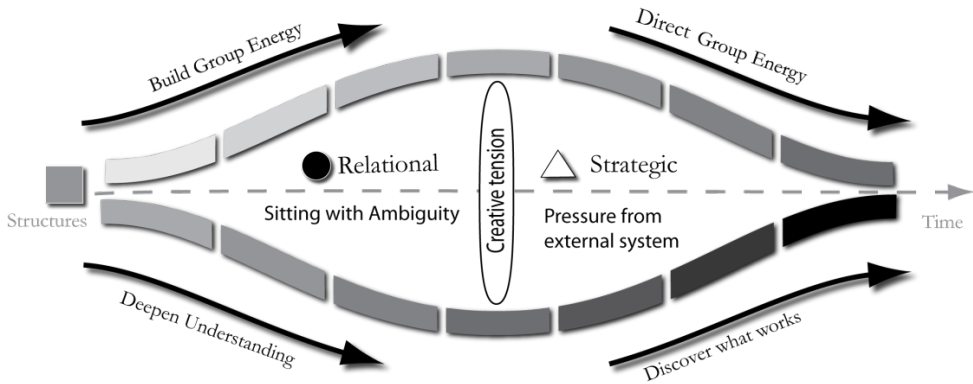 Build Group Energy
Direct Group Energy
Relational
Strategic
Creative tension
Structures
Sitting with Ambiguity
Pressure from
external system
Time
Deepen Understanding
Discover what works